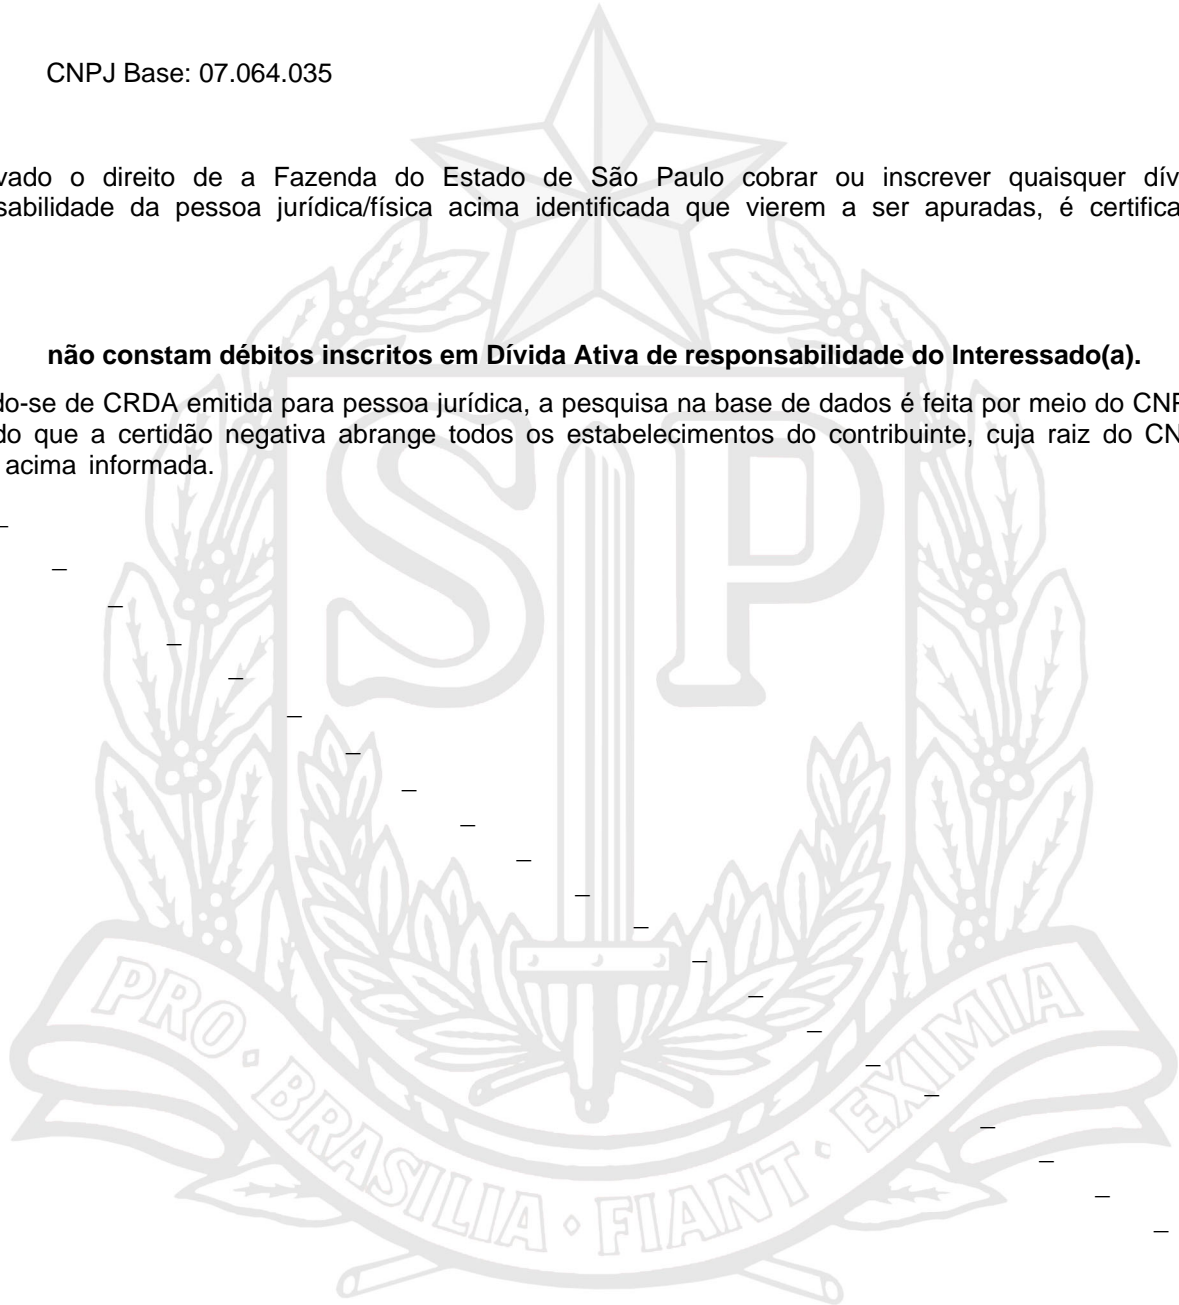 CNPJ Base: 07.064.035
vado o direito de a Fazenda do Estado de São Paulo cobrar ou inscrever quaisquer dív
sabilidade da pessoa jurídica/física acima identificada que vierem a ser apuradas, é certifica
não constam débitos inscritos em Dívida Ativa de responsabilidade do Interessado(a).
do-se de CRDA emitida para pessoa jurídica, a pesquisa na base de dados é feita por meio do CNP
do que a certidão negativa abrange todos os estabelecimentos do contribuinte, cuja raiz do CN
acima informada.
SP
PRO · BRASILIA · FIANT · EXIMIA